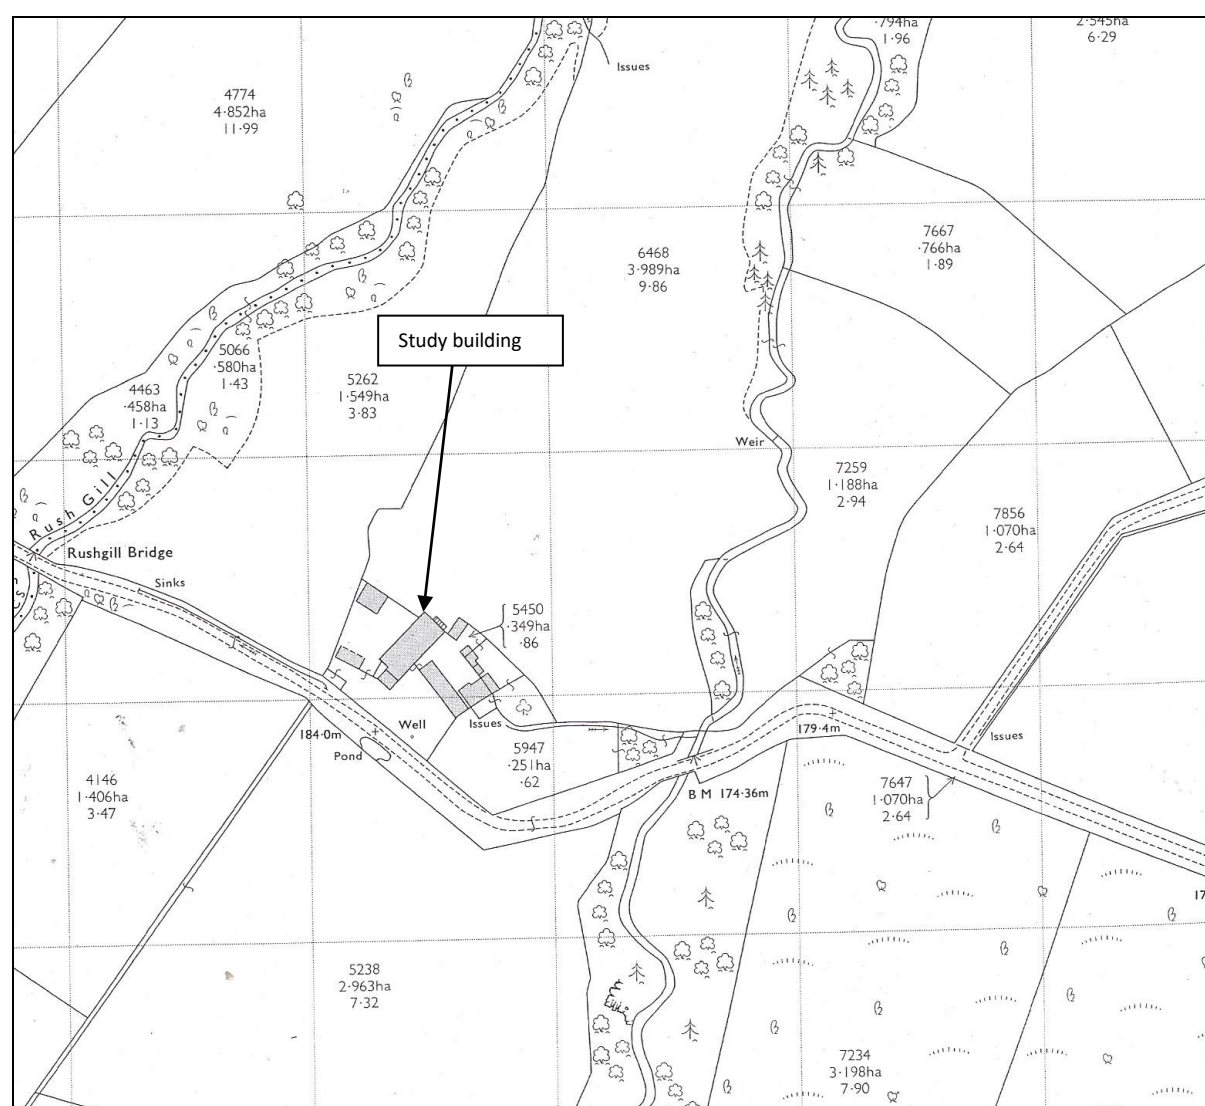 ·794ha
1·96
2·545ha
6·29
Issues
4774
4·852ha
11·99
7667
·766ha
1·89
6468
3·989ha
9·86
Study building
5066
·580ha
1·43
5262
1·549ha
3·83
4463
·458ha
1·13
Weir
7259
1·188ha
2·94
7856
1·070ha
2·64
Rush Gill
Rushgill Bridge
Sinks
5450
·349ha
·86
184·0m
Well
Issues
Pond
5947
·251ha
·62
179·4m
Issues
4146
1·406ha
3·47
B M 174·36m
7647
1·070ha
2·64
17
5238
2·963ha
7·32
7234
3·198ha
7·90